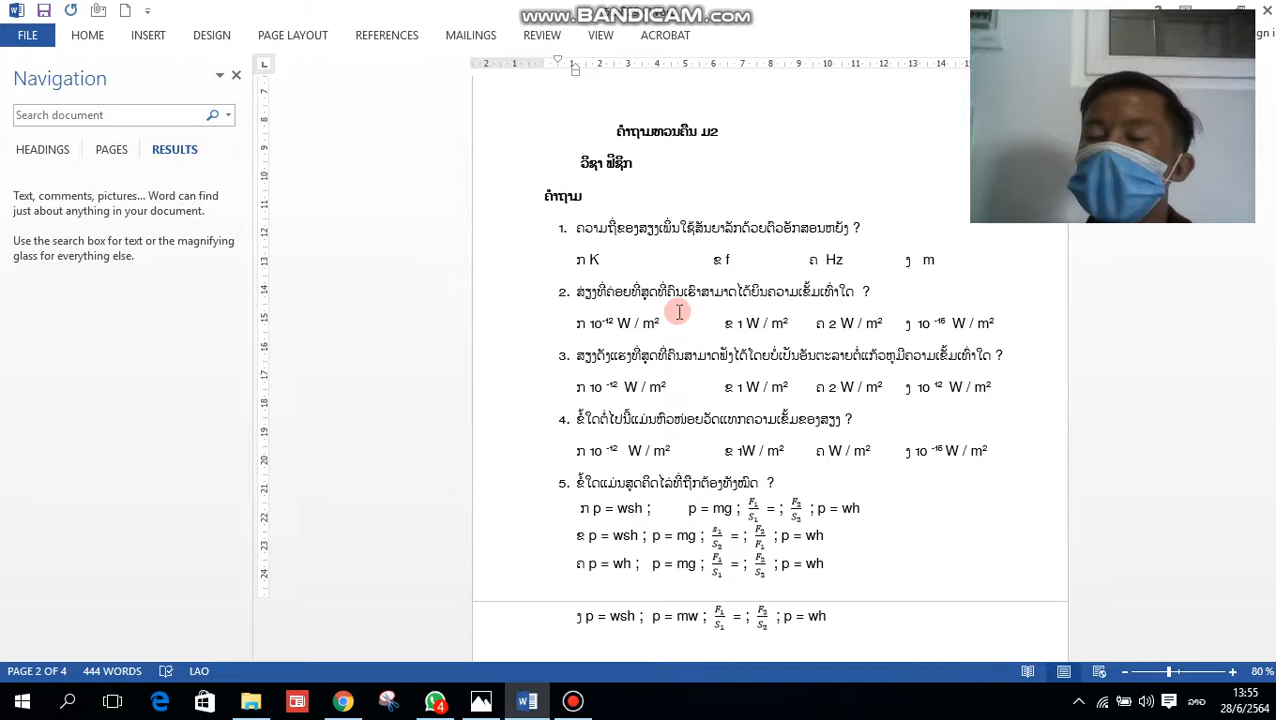 www.BANDICAM.com
FILE HOME INSERT DESIGN PAGE LAYOUT REFERENCES MAILINGS REVIEW VIEW ACROBAT
Navigation
Search document
HEADINGS PAGES RESULTS
Text, comments, pictures... Word can find
just about anything in your document.
Use the search box for text or the magnifying
glass for everything else.
ຄຳຖາມທວນຄືນ ມ2
ວິຊາ ຟີຊິກ
ຄຳຖາມ
1. ຄວາມຖີ່ຂອງສຽງເພິ່ນໃຊ້ສັນຍາລັກດ້ວຍຕົວອັກສອນຫຍັງ ?
ກ K ຂ f ຄ Hz ງ m
2. ສ່ຽງທີ່ຄ່ອຍທີ່ສຸດທີ່ຄົນເຮົາສາມາດໄດ້ຍິນຄວາມເຂັ້ມເທົ່າໃດ ?
ກ 10⁻¹² W / m² ຂ 1 W / m² ຄ 2 W / m² ງ 10 ⁻¹⁶ W / m²
3. ສຽງດັງແຮງທີ່ສຸດທີ່ຄົນສາມາດຟັງໄດ້ໂດຍບໍ່ເປັນອັນຕະລາຍຕໍ່ແກ້ວຫູມີຄວາມເຂັ້ມເທົ່າໃດ ?
ກ 10 ⁻¹² W / m² ຂ 1 W / m² ຄ 2 W / m² ງ 10 ¹² W / m²
4. ຂໍ້ໃດຕໍ່ໄປນີ້ແມ່ນຫົວໜ່ອຍວັດແທກຄວາມເຂັ້ມຂອງສຽງ ?
ກ 10 ⁻¹² W / m² ຂ 1W / m² ຄ W / m² ງ 10 ⁻¹⁶ W / m²
5. ຂໍ້ໃດແມ່ນສູດຄິດໄລ່ທີ່ຖືກຕ້ອງທັງໝົດ ?
ກ p = wsh ; p = mg ; F₁/S₁ = ; F₂/S₂ ; p = wh
ຂ p = wsh ; p = mg ; s₁/S₂ = ; F₂/F₁ ; p = wh
ຄ p = wh ; p = mg ; F₁/S₁ = ; F₂/S₂ ; p = wh
ງ p = wsh ; p = mw ; F₁/S₁ = ; F₂/S₂ ; p = wh
PAGE 2 OF 4 444 WORDS LAO 80 %
4 ລາວ 13:55
28/6/2564